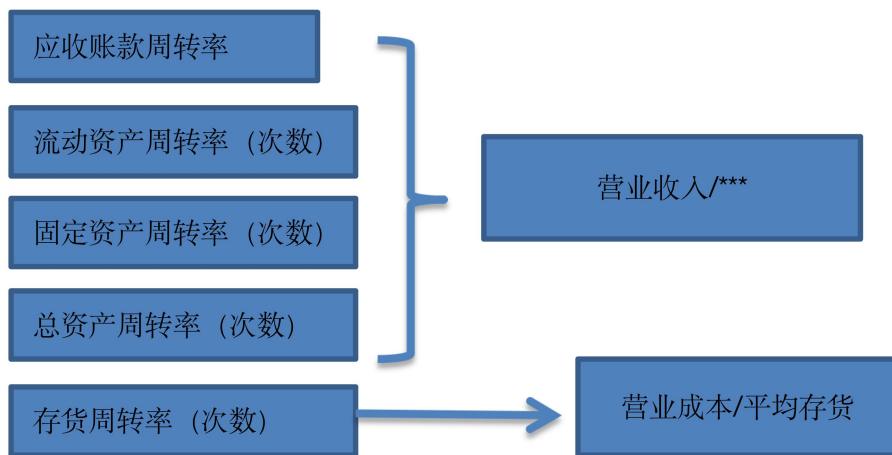 应收账款周转率
流动资产周转率（次数）
固定资产周转率（次数）
总资产周转率（次数）
存货周转率（次数）
营业收入/***
营业成本/平均存货